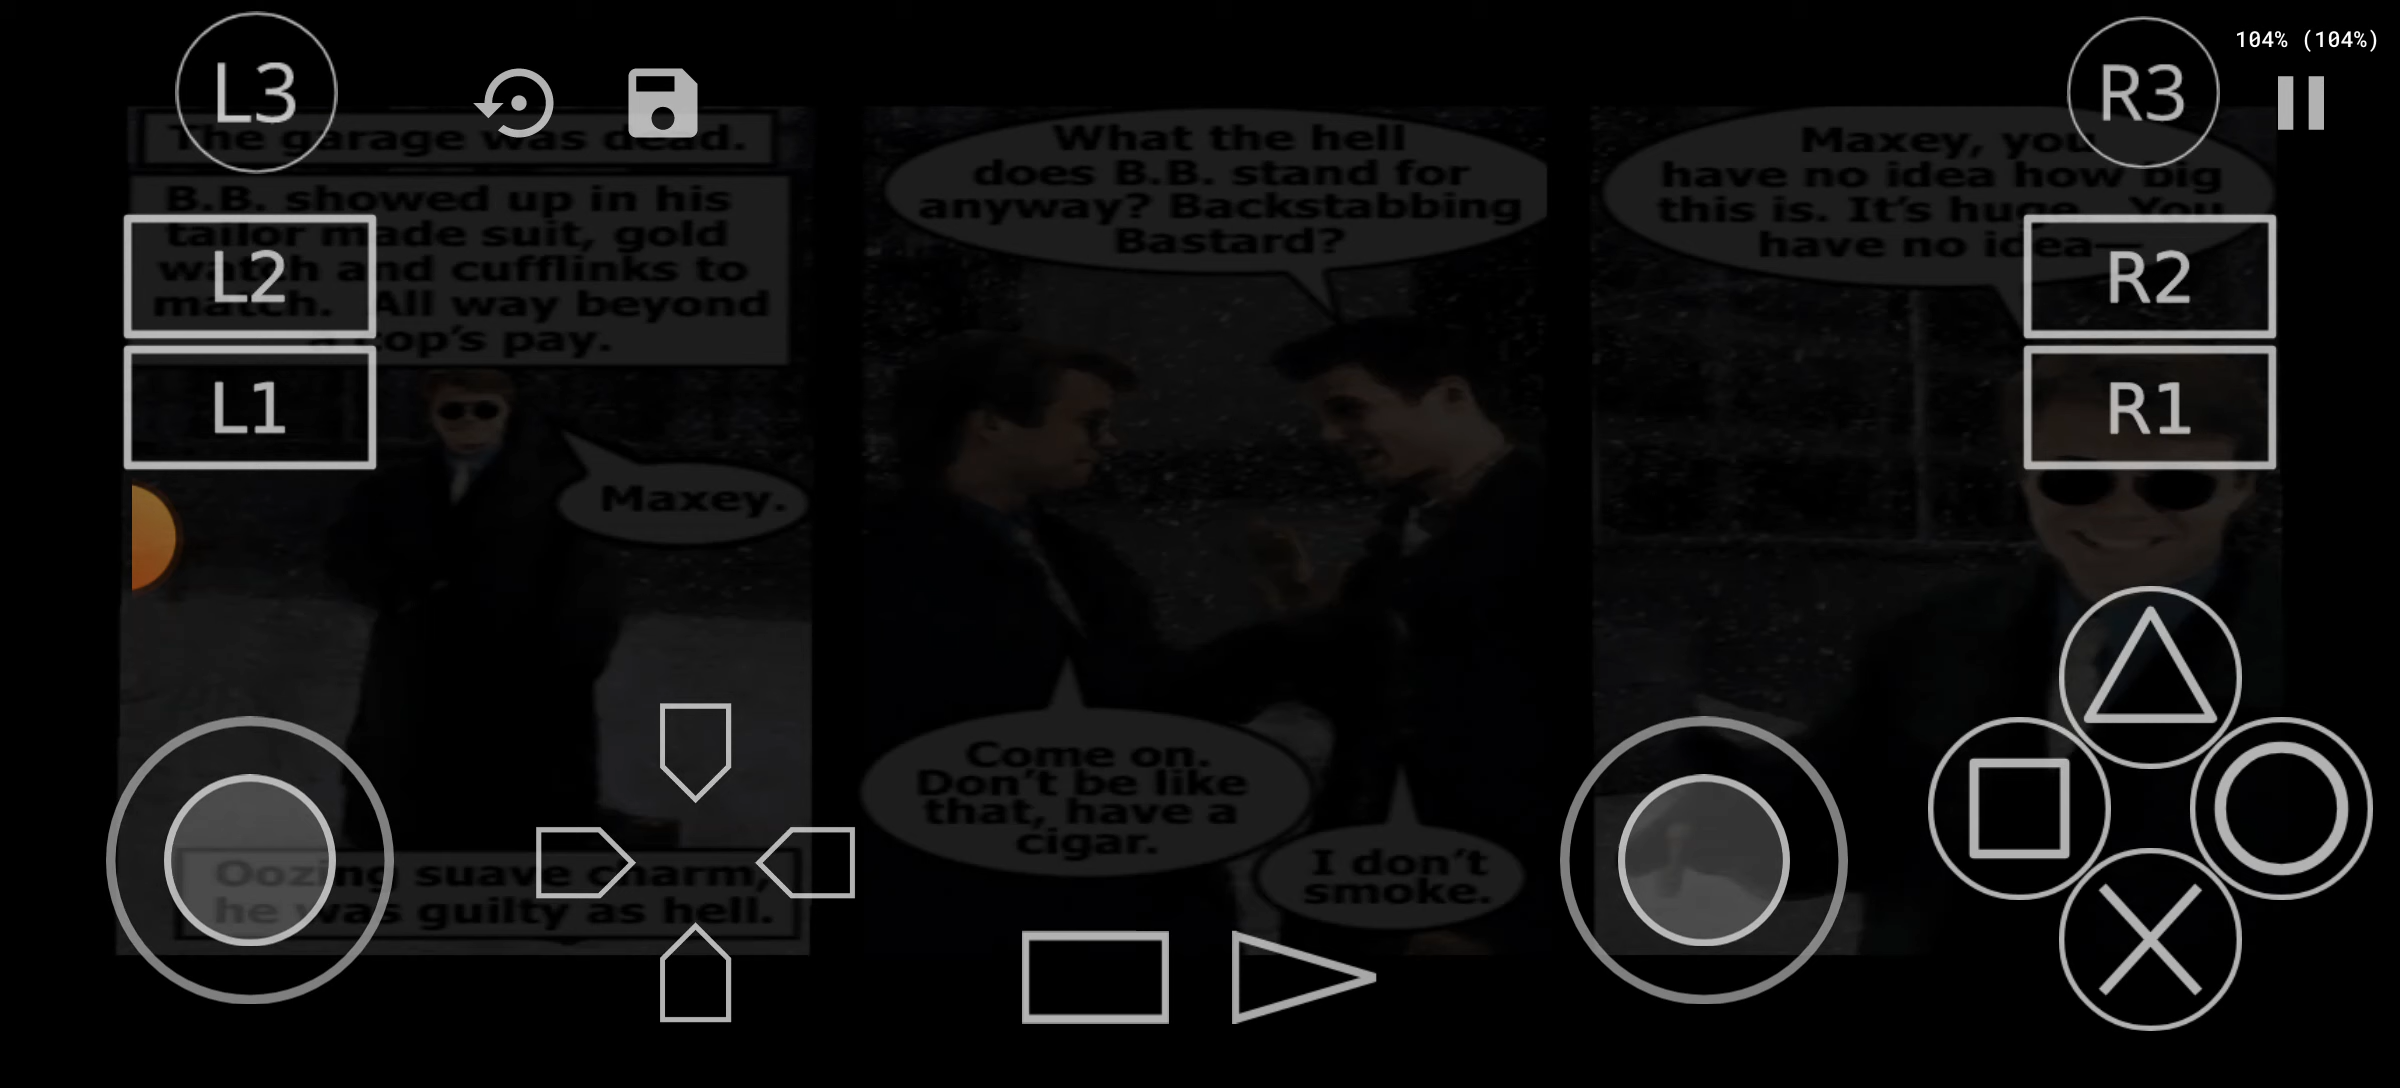 L3
R3
104% (104%)
The garage was dead.
B.B. showed up in his
tailor made suit, gold
watch and cufflinks to
match. All way beyond
a cop's pay.
L2
L1
Maxey.
Oozing suave charm,
he was guilty as hell.
What the hell
does B.B. stand for
anyway? Backstabbing
Bastard?
Come on.
Don't be like
that, have a
cigar.
I don't
smoke.
Maxey, you
have no idea how big
this is. It's huge. You
have no idea—
R2
R1